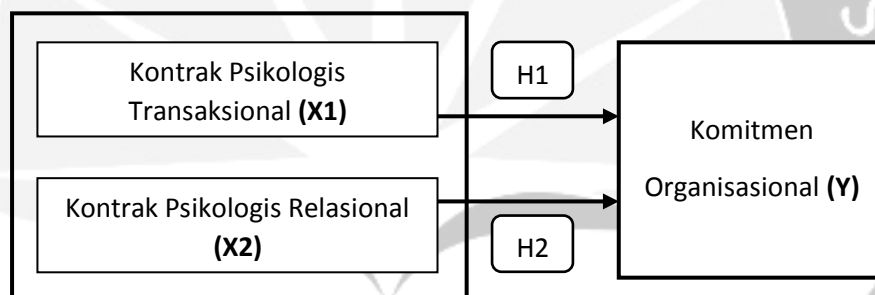 Kontrak Psikologis
Transaksional (X1)
H1
Komitmen
Organisasional (Y)
Kontrak Psikologis Relasional
(X2)
H2